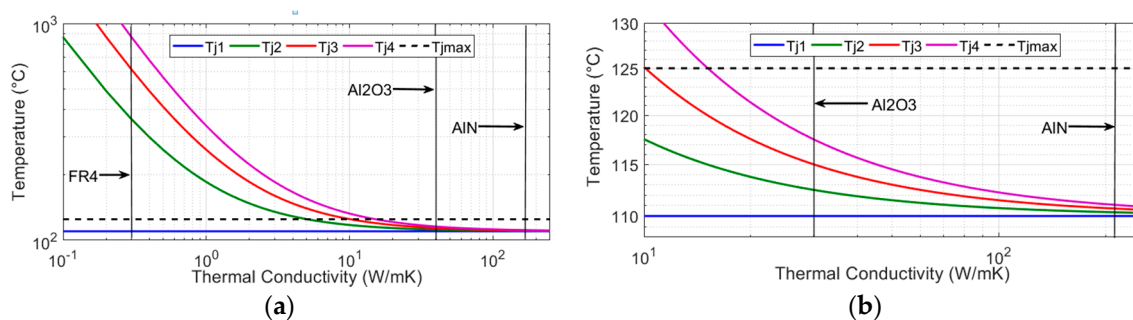 10³
Tj1 Tj2 Tj3 Tj4 Tjmax
Al2O3
AlN
FR4
10²
10⁻¹ 10⁰ 10¹ 10²
Temperature (°C)
Thermal Conductivity (W/mK)
(a)
130
Tj1 Tj2 Tj3 Tj4 Tjmax
125
Al2O3
120
AlN
115
110
10¹ 10²
Temperature (°C)
Thermal Conductivity (W/mK)
(b)